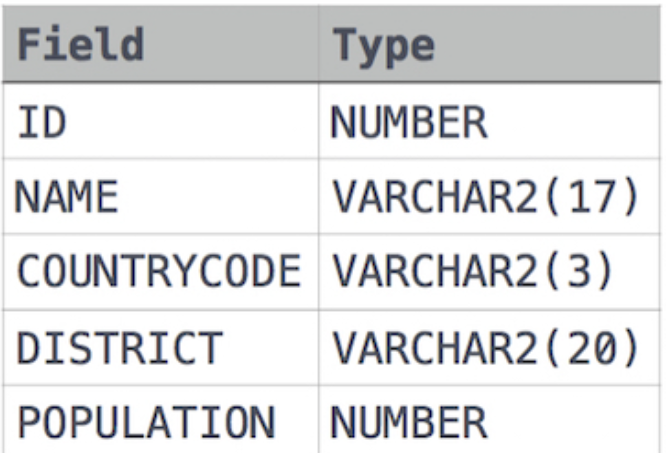 Field Type
ID NUMBER
NAME VARCHAR2(17)
COUNTRYCODE VARCHAR2(3)
DISTRICT VARCHAR2(20)
POPULATION NUMBER